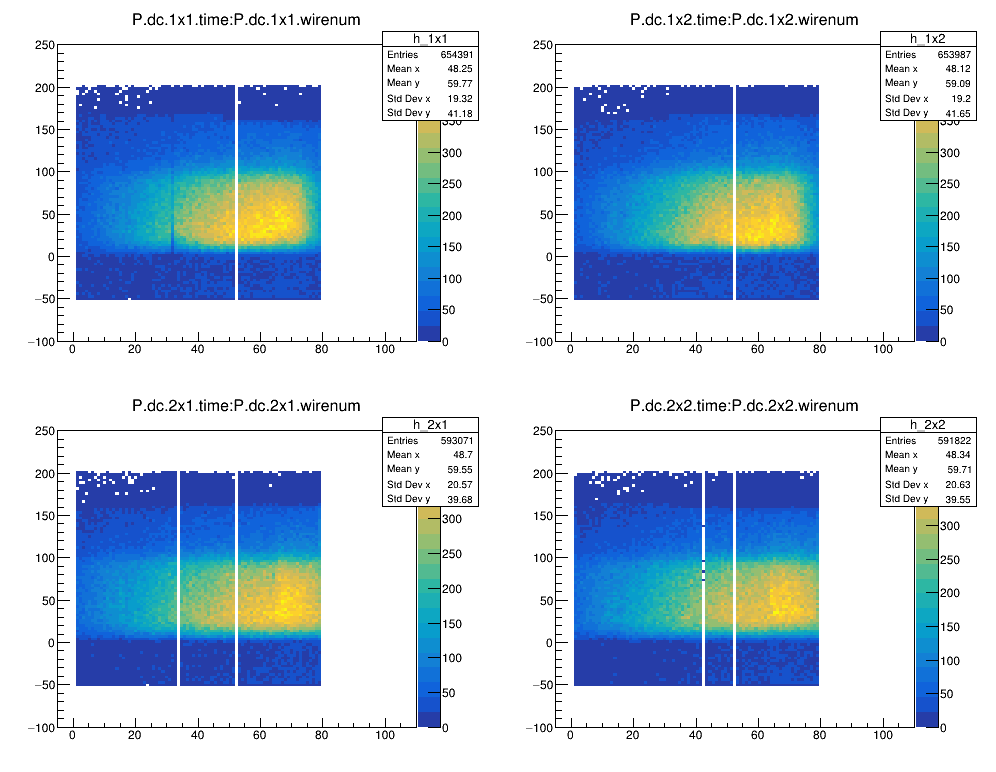 P.dc.1x1.time:P.dc.1x1.wirenum
h_1x1
Entries 654391
Mean x 48.25
Mean y 59.77
Std Dev x 19.32
Std Dev y 41.18
250
200
150
100
50
0
−50
−100
0 20 40 60 80 100
350
300
250
200
150
100
50
0
P.dc.1x2.time:P.dc.1x2.wirenum
h_1x2
Entries 653987
Mean x 48.12
Mean y 59.09
Std Dev x 19.2
Std Dev y 41.65
250
200
150
100
50
0
−50
−100
0 20 40 60 80 100
350
300
250
200
150
100
50
0
P.dc.2x1.time:P.dc.2x1.wirenum
h_2x1
Entries 593071
Mean x 48.7
Mean y 59.55
Std Dev x 20.57
Std Dev y 39.68
250
200
150
100
50
0
−50
−100
0 20 40 60 80 100
300
250
200
150
100
50
0
P.dc.2x2.time:P.dc.2x2.wirenum
h_2x2
Entries 591822
Mean x 48.34
Mean y 59.71
Std Dev x 20.63
Std Dev y 39.55
250
200
150
100
50
0
−50
−100
0 20 40 60 80 100
300
250
200
150
100
50
0